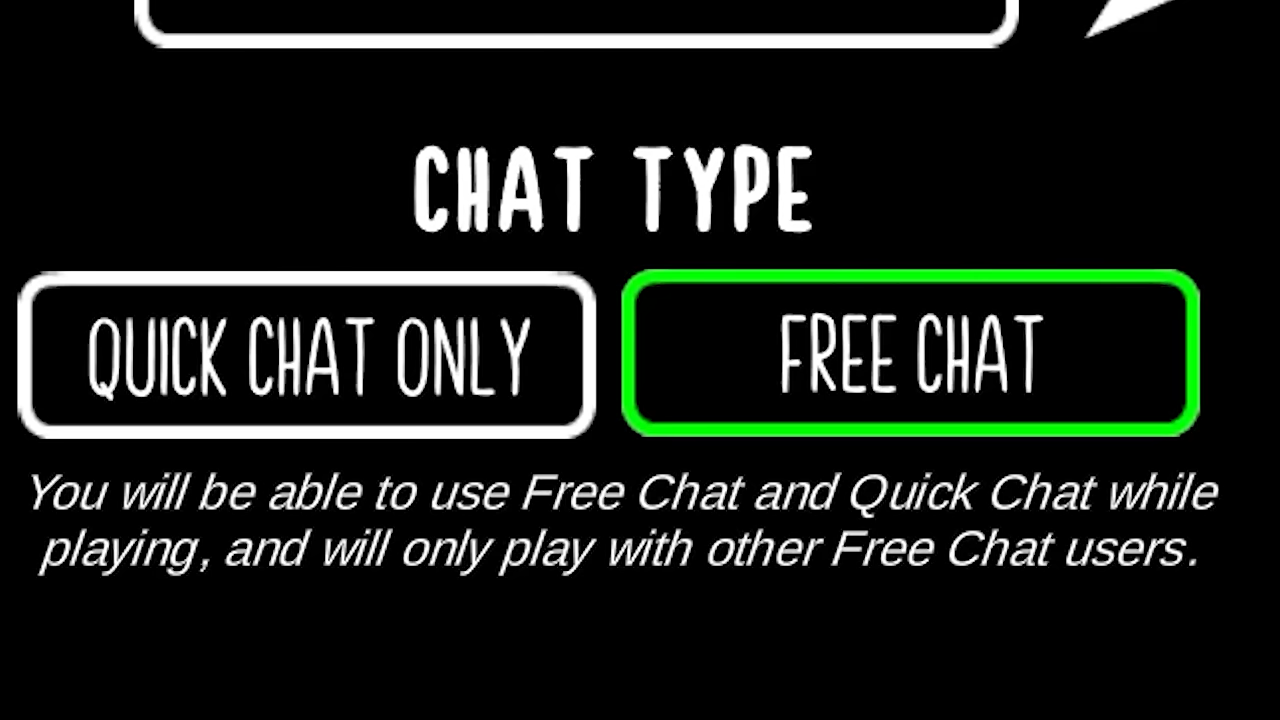 CHAT TYPE
QUICK CHAT ONLY
FREE CHAT
You will be able to use Free Chat and Quick Chat while
playing, and will only play with other Free Chat users.